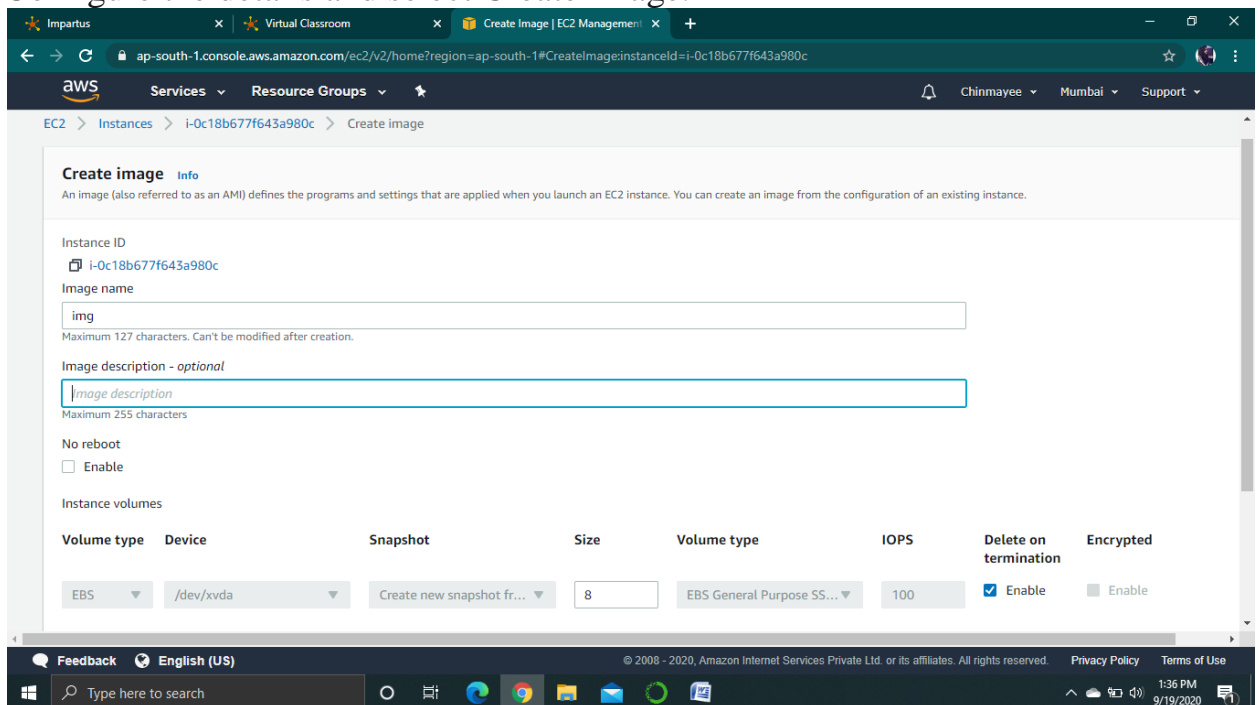 Impartus
Virtual Classroom
Create Image | EC2 Management
ap-south-1.console.aws.amazon.com/ec2/v2/home?region=ap-south-1#CreateImage:instanceId=i-0c18b677f643a980c
aws Services Resource Groups Chinmayee Mumbai Support
EC2 > Instances > i-0c18b677f643a980c > Create image
Create image Info
An image (also referred to as an AMI) defines the programs and settings that are applied when you launch an EC2 instance. You can create an image from the configuration of an existing instance.
Instance ID
i-0c18b677f643a980c
Image name
img
Maximum 127 characters. Can't be modified after creation.
Image description - optional
Image description
Maximum 255 characters
No reboot
Enable
Instance volumes
Volume type Device Snapshot Size Volume type IOPS Delete on termination Encrypted
EBS /dev/xvda Create new snapshot fr... 8 EBS General Purpose SS... 100 Enable Enable
Feedback English (US) © 2008 - 2020, Amazon Internet Services Private Ltd. or its affiliates. All rights reserved. Privacy Policy Terms of Use
Type here to search
1:36 PM
9/19/2020